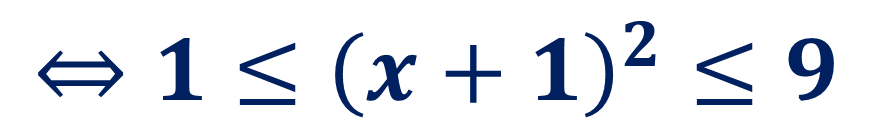 ⇔ 1 ≤ (x + 1)² ≤ 9